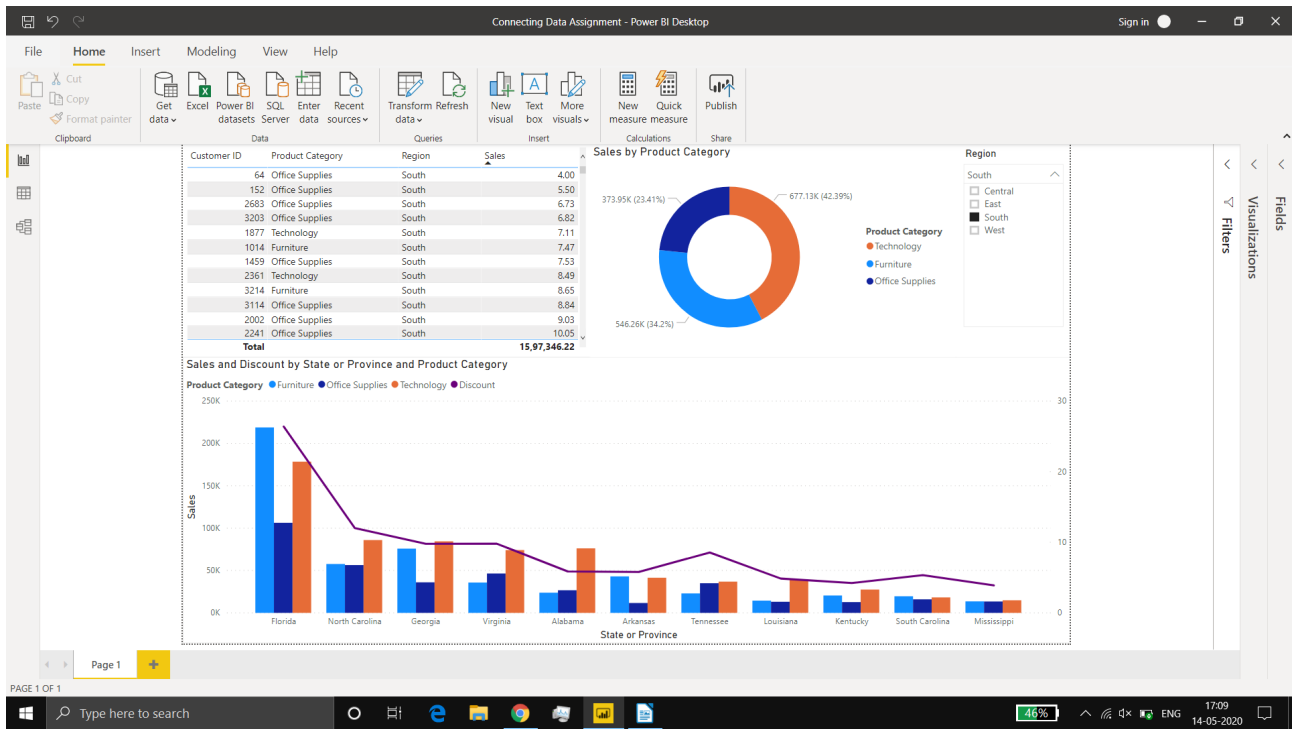 Connecting Data Assignment - Power BI Desktop
Sign in
File Home Insert Modeling View Help
Paste
Cut
Copy
Format painter
Clipboard
Get data
Excel
Power BI datasets
SQL Server
Enter data
Recent sources
Data
Transform data
Refresh
Queries
New visual
Text box
More visuals
Insert
New measure
Quick measure
Calculations
Publish
Share
Customer ID Product Category Region Sales
64 Office Supplies South 4.00
152 Office Supplies South 5.50
2683 Office Supplies South 6.73
3203 Office Supplies South 6.82
1877 Technology South 7.11
1014 Furniture South 7.47
1459 Office Supplies South 7.53
2361 Technology South 8.49
3214 Furniture South 8.65
3114 Office Supplies South 8.84
2002 Office Supplies South 9.03
2241 Office Supplies South 10.05
Total 15,97,346.22
Sales by Product Category
373.95K (23.41%)
677.13K (42.39%)
546.26K (34.2%)
Product Category
Technology
Furniture
Office Supplies
Region
South
Central
East
South
West
Filters
Visualizations
Fields
Sales and Discount by State or Province and Product Category
Product Category Furniture Office Supplies Technology Discount
250K
200K
150K
100K
50K
0K
Sales
30
20
10
0
Florida North Carolina Georgia Virginia Alabama Arkansas Tennessee Louisiana Kentucky South Carolina Mississippi
State or Province
Page 1
PAGE 1 OF 1
Type here to search
46%
ENG
17:09
14-05-2020